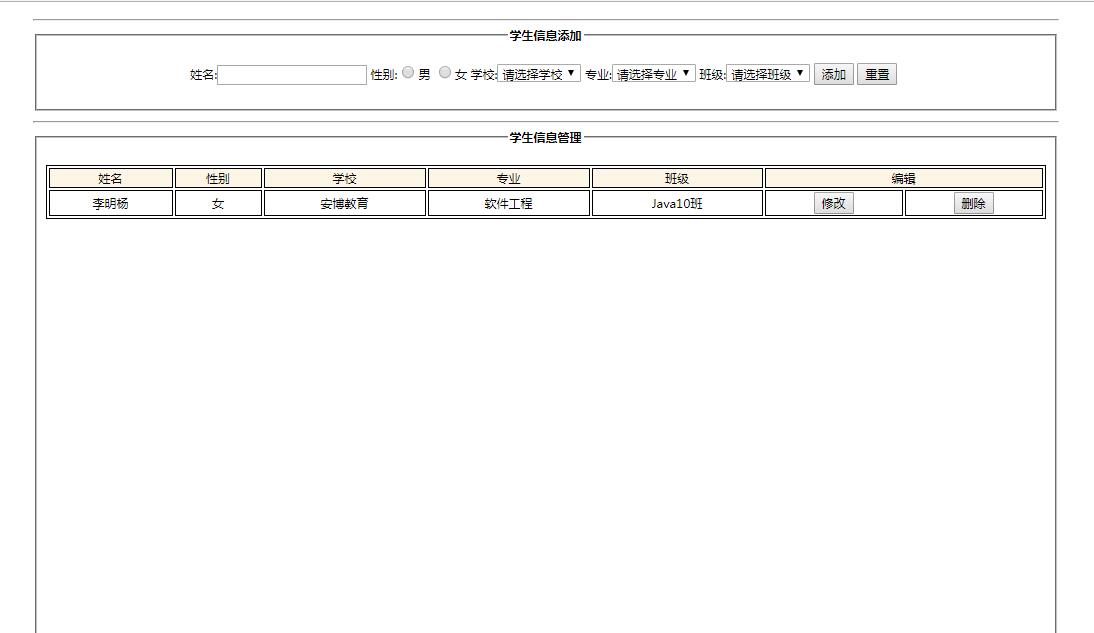 学生信息添加
姓名: 性别: 男 女 学校: 请选择学校 专业: 请选择专业 班级: 请选择班级 添加 重置
学生信息管理
姓名 性别 学校 专业 班级 编辑
李明杨 女 安博教育 软件工程 Java10班 修改 删除